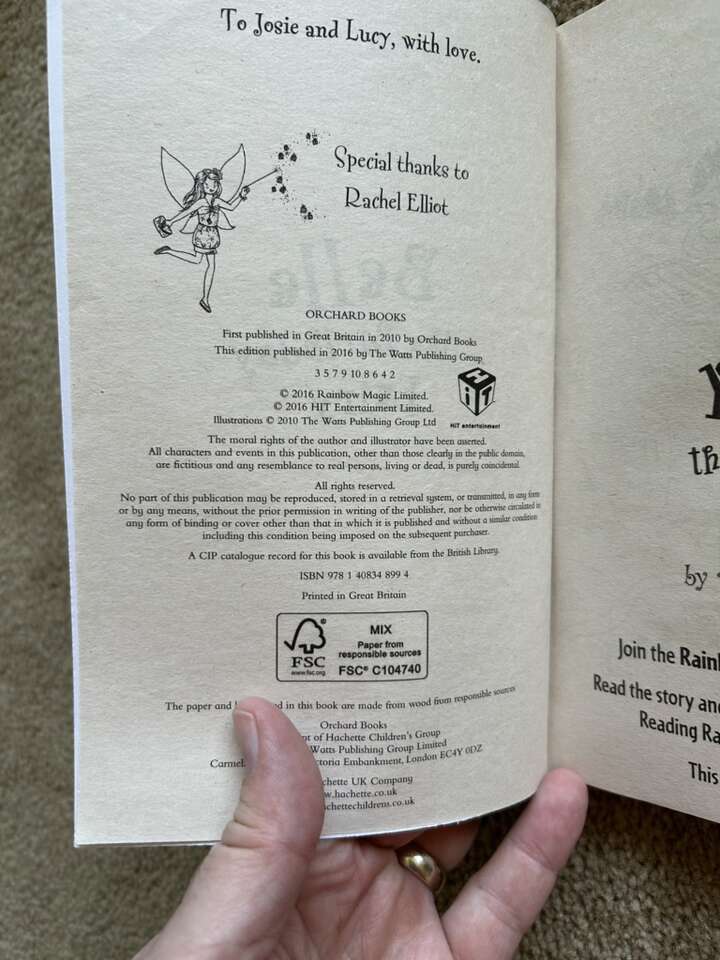 To Josie and Lucy, with love.
Special thanks to
Rachel Elliot
ORCHARD BOOKS
First published in Great Britain in 2010 by Orchard Books
This edition published in 2016 by The Watts Publishing Group
3 5 7 9 10 8 6 4 2
© 2016 Rainbow Magic Limited.
© 2016 HIT Entertainment Limited.
Illustrations © 2010 The Watts Publishing Group Ltd
HiT
HiT entertainment
The moral rights of the author and illustrator have been asserted.
All characters and events in this publication, other than those clearly in the public domain,
are fictitious and any resemblance to real persons, living or dead, is purely coincidental.
All rights reserved.
No part of this publication may be reproduced, stored in a retrieval system, or transmitted, in any form
or by any means, without the prior permission in writing of the publisher, nor be otherwise circulated in
any form of binding or cover other than that in which it is published and without a similar condition
including this condition being imposed on the subsequent purchaser.
A CIP catalogue record for this book is available from the British Library.
ISBN 978 1 40834 899 4
Printed in Great Britain
FSC
www.fsc.org
MIX
Paper from
responsible sources
FSC® C104740
The paper and in this book are made from wood from responsible sources
Orchard Books
of Hachette Children's Group
Watts Publishing Group Limited
Embankment, London EC4Y 0DZ
UK Company
.hachette.co.uk
by
Join the
Read the story and
Reading
This